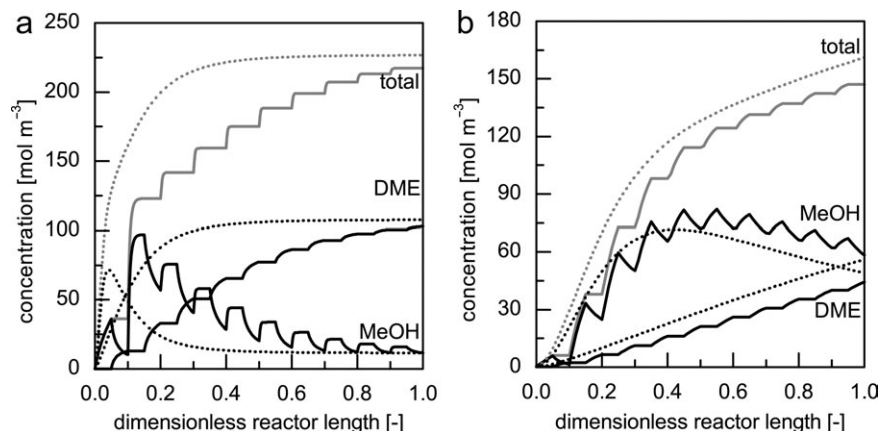 a
250
200
150
100
50
0
concentration [mol m⁻³]
total
DME
MeOH
0.0 0.2 0.4 0.6 0.8 1.0
dimensionless reactor length [-]
b
180
150
120
90
60
30
0
concentration [mol m⁻³]
total
MeOH
DME
0.0 0.2 0.4 0.6 0.8 1.0
dimensionless reactor length [-]